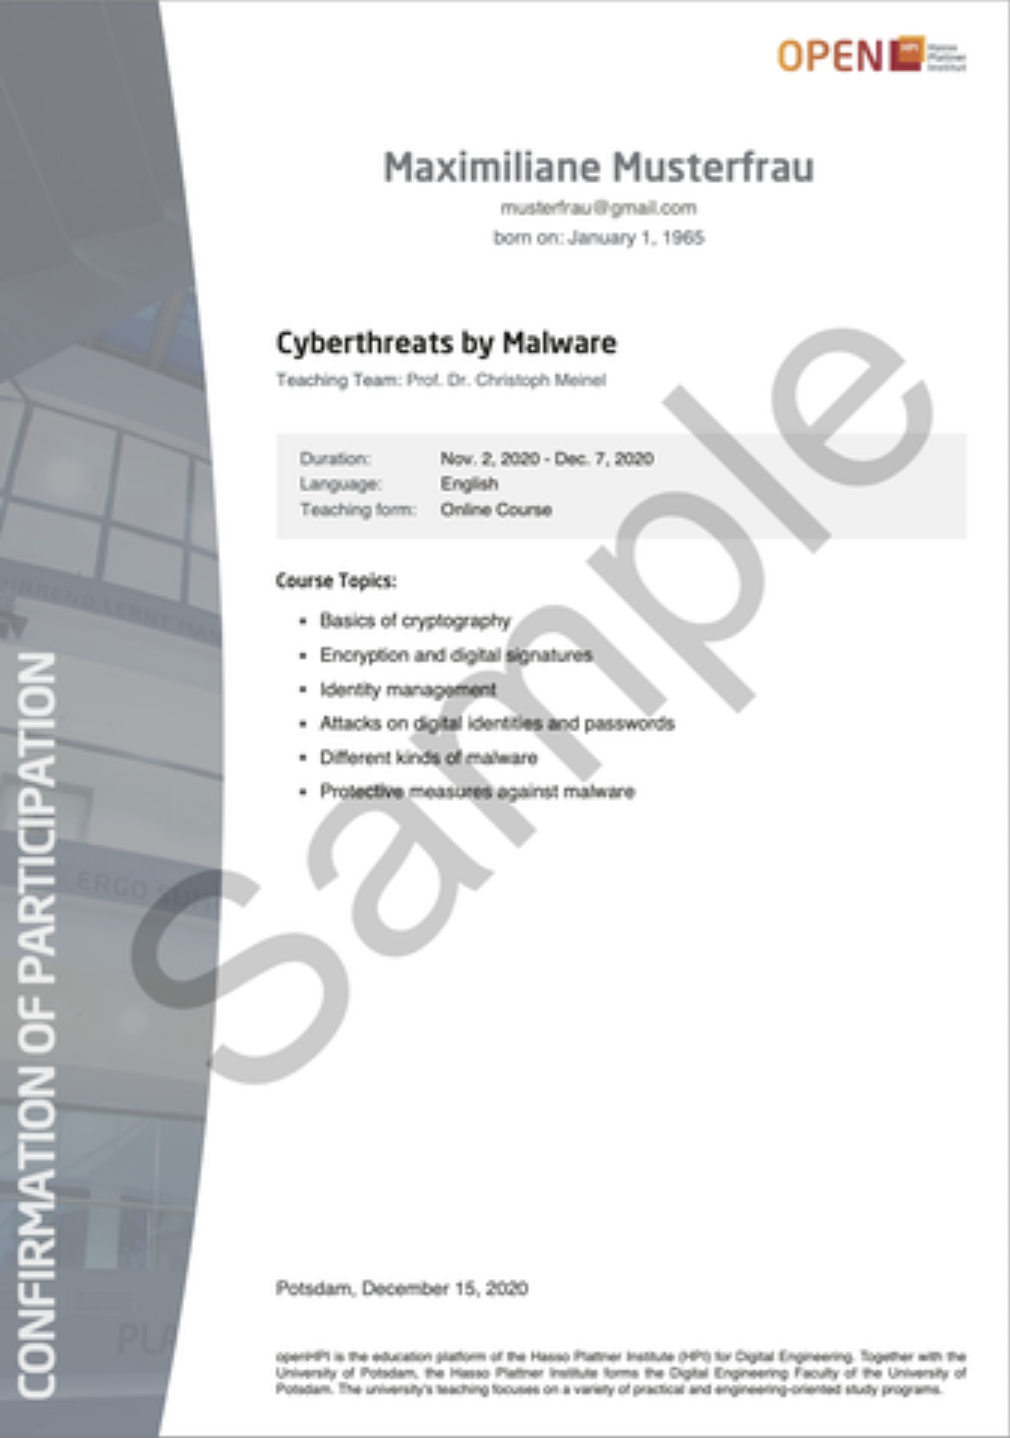 OPEN HPI Hasso
Plattner
Institut
Maximiliane Musterfrau
musterfrau@gmail.com
born on: January 1, 1965
Cyberthreats by Malware
Teaching Team: Prof. Dr. Christoph Meinel
Duration: Nov. 2, 2020 - Dec. 7, 2020
Language: English
Teaching form: Online Course
Course Topics:
• Basics of cryptography
• Encryption and digital signatures
• Identity management
• Attacks on digital identities and passwords
• Different kinds of malware
• Protective measures against malware
Sample
Potsdam, December 15, 2020
openHPI is the education platform of the Hasso Plattner Institute (HPI) for Digital Engineering. Together with the
University of Potsdam, the Hasso Plattner Institute forms the Digital Engineering Faculty of the University of
Potsdam. The university's teaching focuses on a variety of practical and engineering-oriented study programs.
CONFIRMATION OF PARTICIPATION
LERNT MAN
ERGO